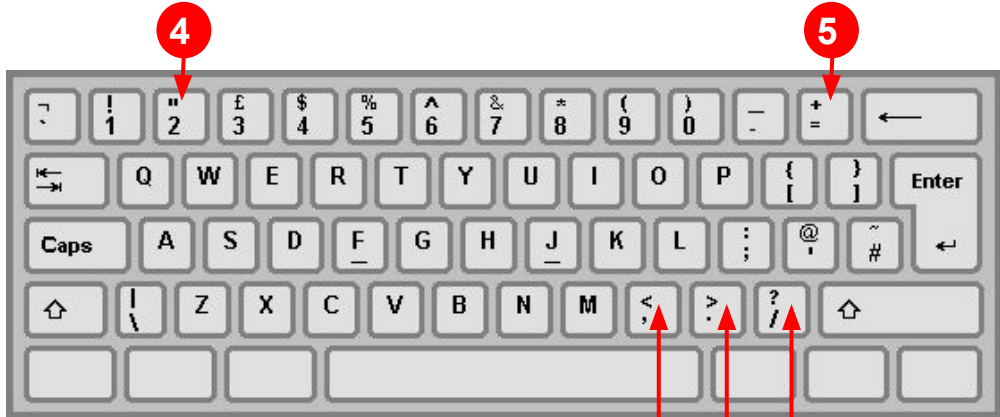 4 5
¬ ! " £ $ % ^ & * ( ) _ +
` 1 2 3 4 5 6 7 8 9 0 - = ←
⇤ Q W E R T Y U I O P { } Enter
⇥ [ ]
Caps A S D F G H J K L : @ ~ ↵
; ' #
⇧ | Z X C V B N M < > ? ⇧
\ , . /